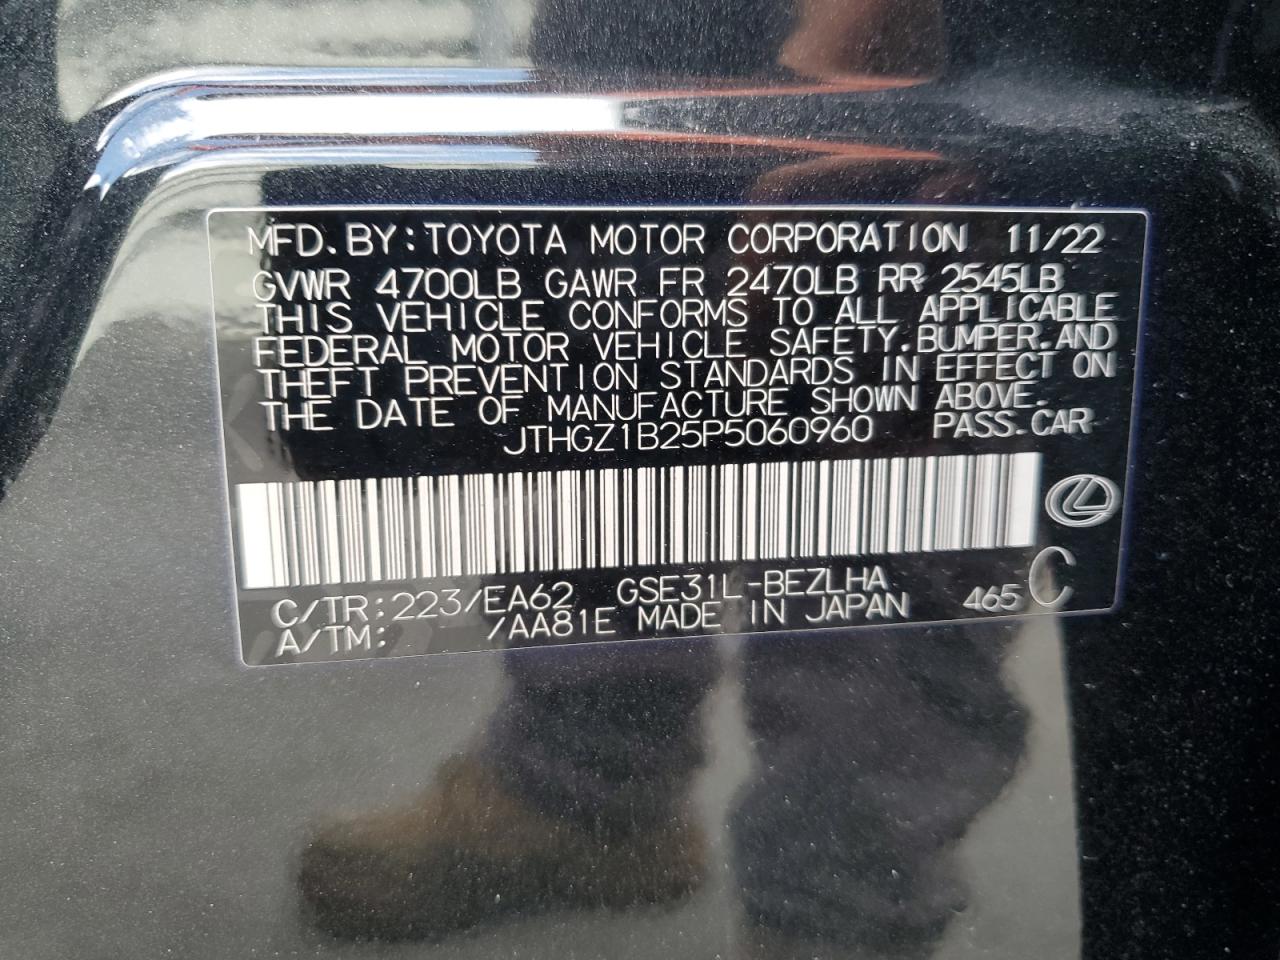 MFD. BY: TOYOTA MOTOR CORPORATION 11/22
GVWR 4700LB GAWR FR 2470LB RR 2545LB
THIS VEHICLE CONFORMS TO ALL APPLICABLE
FEDERAL MOTOR VEHICLE SAFETY, BUMPER, AND
THEFT PREVENTION STANDARDS IN EFFECT ON
THE DATE OF MANUFACTURE SHOWN ABOVE.
JTHGZ1B25P5060960 PASS. CAR
C/TR: 223/EA62 GSE31L-BEZLHA 465 C
A/TM: /AA81E MADE IN JAPAN